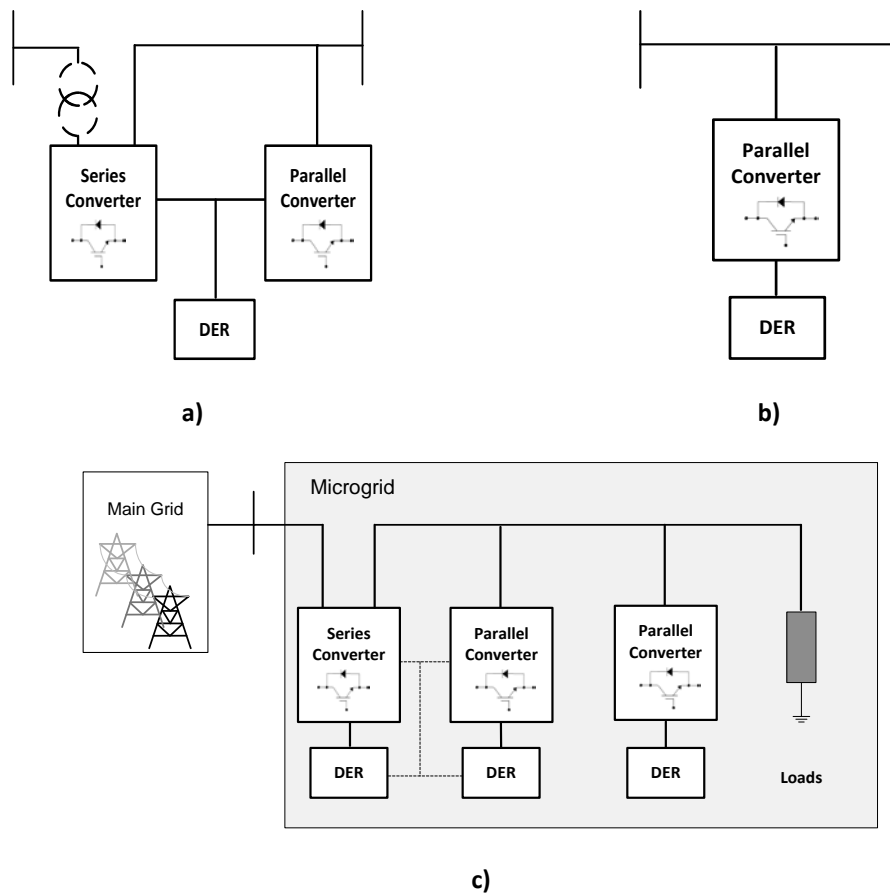 Series
Converter
Parallel
Converter
DER
a)
Parallel
Converter
DER
b)
Main Grid
Microgrid
Series
Converter
Parallel
Converter
Parallel
Converter
DER
DER
DER
Loads
c)